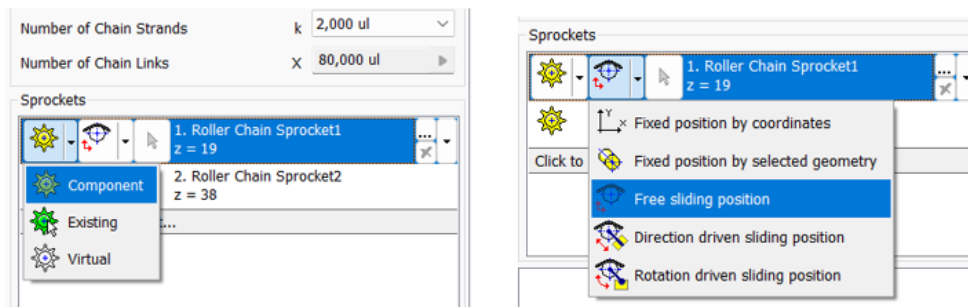 Number of Chain Strands k 2,000 ul
Number of Chain Links X 80,000 ul
Sprockets
1. Roller Chain Sprocket1
z = 19
...
Component
2. Roller Chain Sprocket2
z = 38
Existing
...
Virtual
Sprockets
1. Roller Chain Sprocket1
z = 19
...
Y
x
Fixed position by coordinates
Click to
Fixed position by selected geometry
Free sliding position
Direction driven sliding position
Rotation driven sliding position